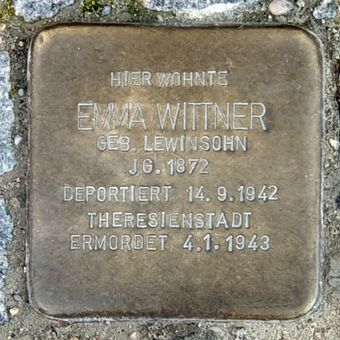 HIER WOHNTE
EMMA WITTNER
GEB. LEWINSOHN
JG. 1872
DEPORTIERT 14.9.1942
THERESIENSTADT
ERMORDET 4.1.1943